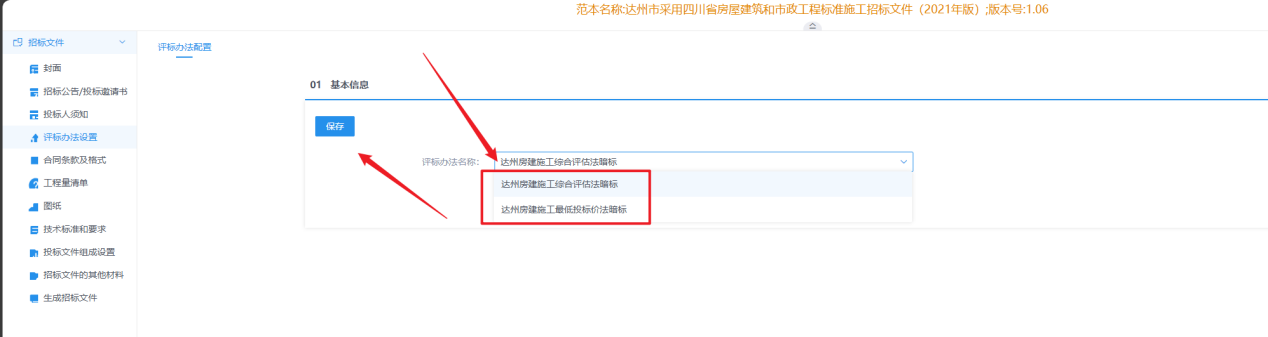 范本名称:达州市采用四川省房屋建筑和市政工程标准施工招标文件（2021年版）;版本号:1.06
招标文件
封面
招标公告/投标邀请书
投标人须知
评标办法设置
合同条款及格式
工程量清单
图纸
技术标准和要求
投标文件组成设置
招标文件的其他材料
生成招标文件
评标办法配置
01 基本信息
保存
评标办法名称: 达州房建施工综合评估法暗标
达州房建施工综合评估法暗标
达州房建施工最低投标价法暗标